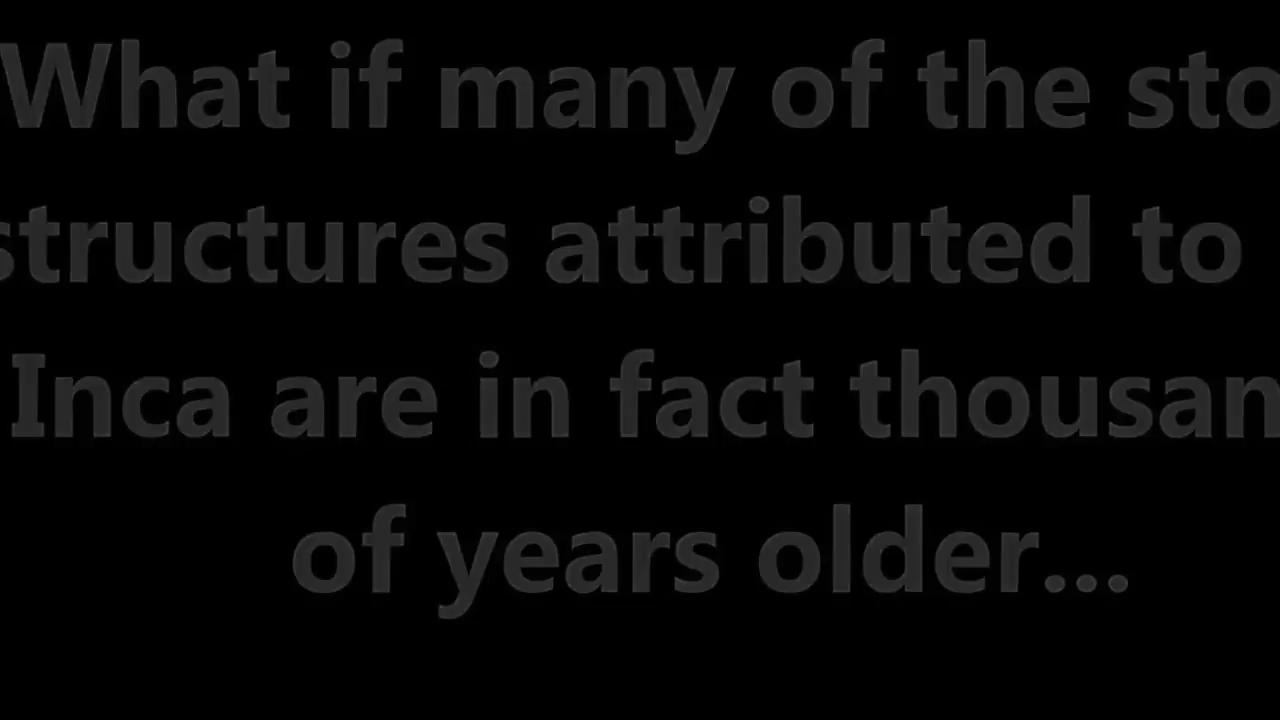 What if many of the sto
structures attributed to
Inca are in fact thousan
of years older...